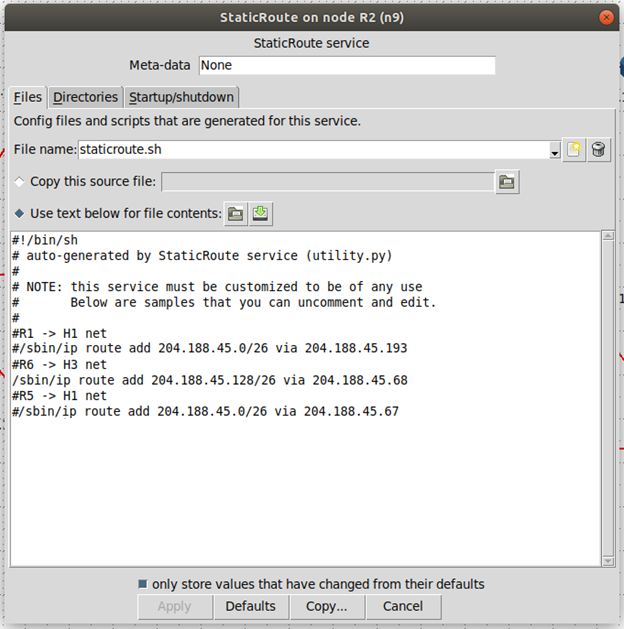 StaticRoute on node R2 (n9)
StaticRoute service
Meta-data None
Files Directories Startup/shutdown
Config files and scripts that are generated for this service.
File name: staticroute.sh
Copy this source file:
Use text below for file contents:
#!/bin/sh
# auto-generated by StaticRoute service (utility.py)
#
# NOTE: this service must be customized to be of any use
#       Below are samples that you can uncomment and edit.
#
#R1 -> H1 net
#/sbin/ip route add 204.188.45.0/26 via 204.188.45.193
#R6 -> H3 net
/sbin/ip route add 204.188.45.128/26 via 204.188.45.68
#R5 -> H1 net
#/sbin/ip route add 204.188.45.0/26 via 204.188.45.67
only store values that have changed from their defaults
Apply Defaults Copy... Cancel